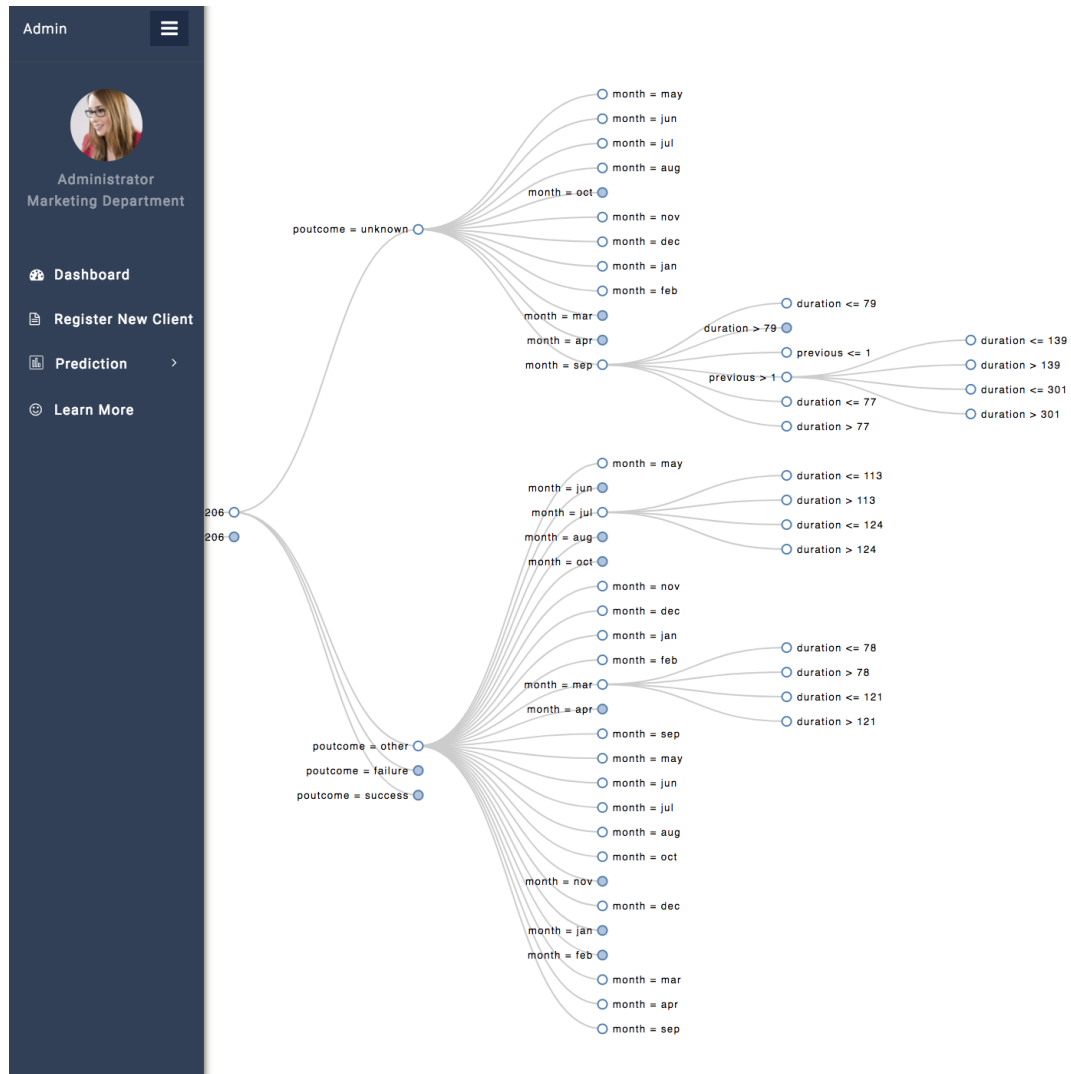 Admin
Administrator
Marketing Department
Dashboard
Register New Client
Prediction
Learn More
206
206
poutcome = unknown
month = may
month = jun
month = jul
month = aug
month = oct
month = nov
month = dec
month = jan
month = feb
month = mar
month = apr
month = sep
duration <= 79
duration > 79
previous <= 1
previous > 1
duration <= 77
duration > 77
duration <= 139
duration > 139
duration <= 301
duration > 301
poutcome = other
poutcome = failure
poutcome = success
month = may
month = jun
month = jul
month = aug
month = oct
month = nov
month = dec
month = jan
month = feb
month = mar
month = apr
month = sep
month = may
month = jun
month = jul
month = aug
month = oct
month = nov
month = dec
month = jan
month = feb
month = mar
month = apr
month = sep
duration <= 113
duration > 113
duration <= 124
duration > 124
duration <= 78
duration > 78
duration <= 121
duration > 121